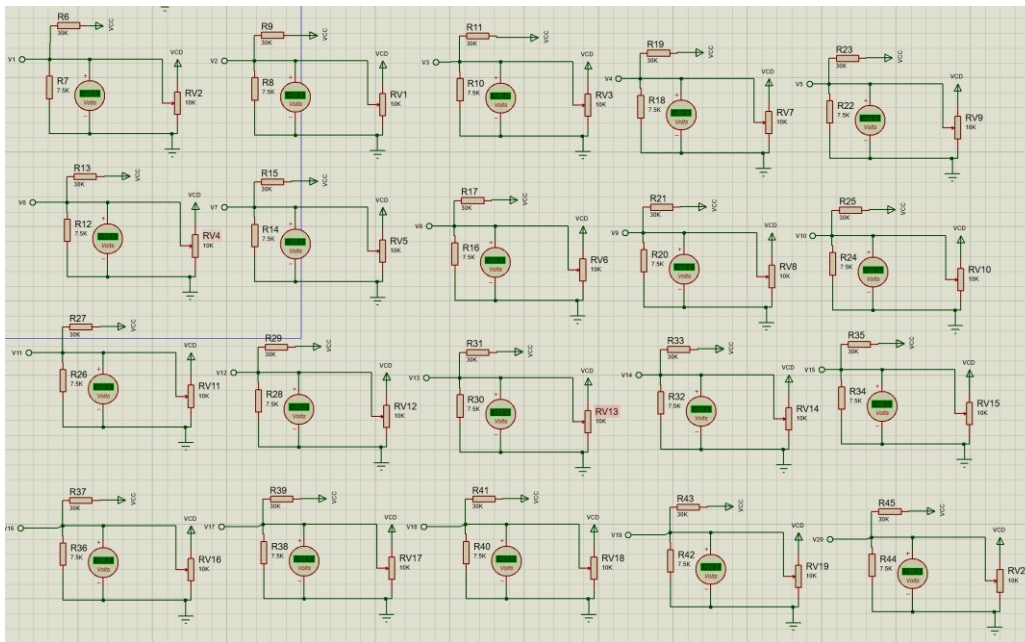 R6
30K
VCC
V1
R7
7.5K
Volts
VCD
RV2
10K
R9
30K
VCC
V2
R8
7.5K
Volts
VCD
RV1
10K
R11
30K
VCC
V3
R10
7.5K
Volts
VCD
RV3
10K
R19
30K
VCC
V4
R18
7.5K
Volts
VCD
RV7
10K
R23
30K
VCC
V5
R22
7.5K
Volts
VCD
RV9
10K
R13
30K
VCC
V6
R12
7.5K
Volts
VCD
RV4
10K
R15
30K
VCC
V7
R14
7.5K
Volts
VCD
RV5
10K
R17
30K
VCC
V8
R16
7.5K
Volts
VCD
RV6
10K
R21
30K
VCC
V9
R20
7.5K
Volts
VCD
RV8
10K
R25
30K
VCC
V10
R24
7.5K
Volts
VCD
RV10
10K
R27
30K
VCC
V11
R26
7.5K
Volts
VCD
RV11
10K
R29
30K
VCC
V12
R28
7.5K
Volts
VCD
RV12
10K
R31
30K
VCC
V13
R30
7.5K
Volts
VCD
RV13
10K
R33
30K
VCC
V14
R32
7.5K
Volts
VCD
RV14
10K
R35
30K
VCC
V15
R34
7.5K
Volts
VCD
RV15
10K
R37
30K
VCC
V16
R36
7.5K
Volts
VCD
RV16
10K
R39
30K
VCC
V17
R38
7.5K
Volts
VCD
RV17
10K
R41
30K
VCC
V18
R40
7.5K
Volts
VCD
RV18
10K
R43
30K
VCC
V19
R42
7.5K
Volts
VCD
RV19
10K
R45
30K
VCC
V20
R44
7.5K
Volts
VCD
RV2
10K